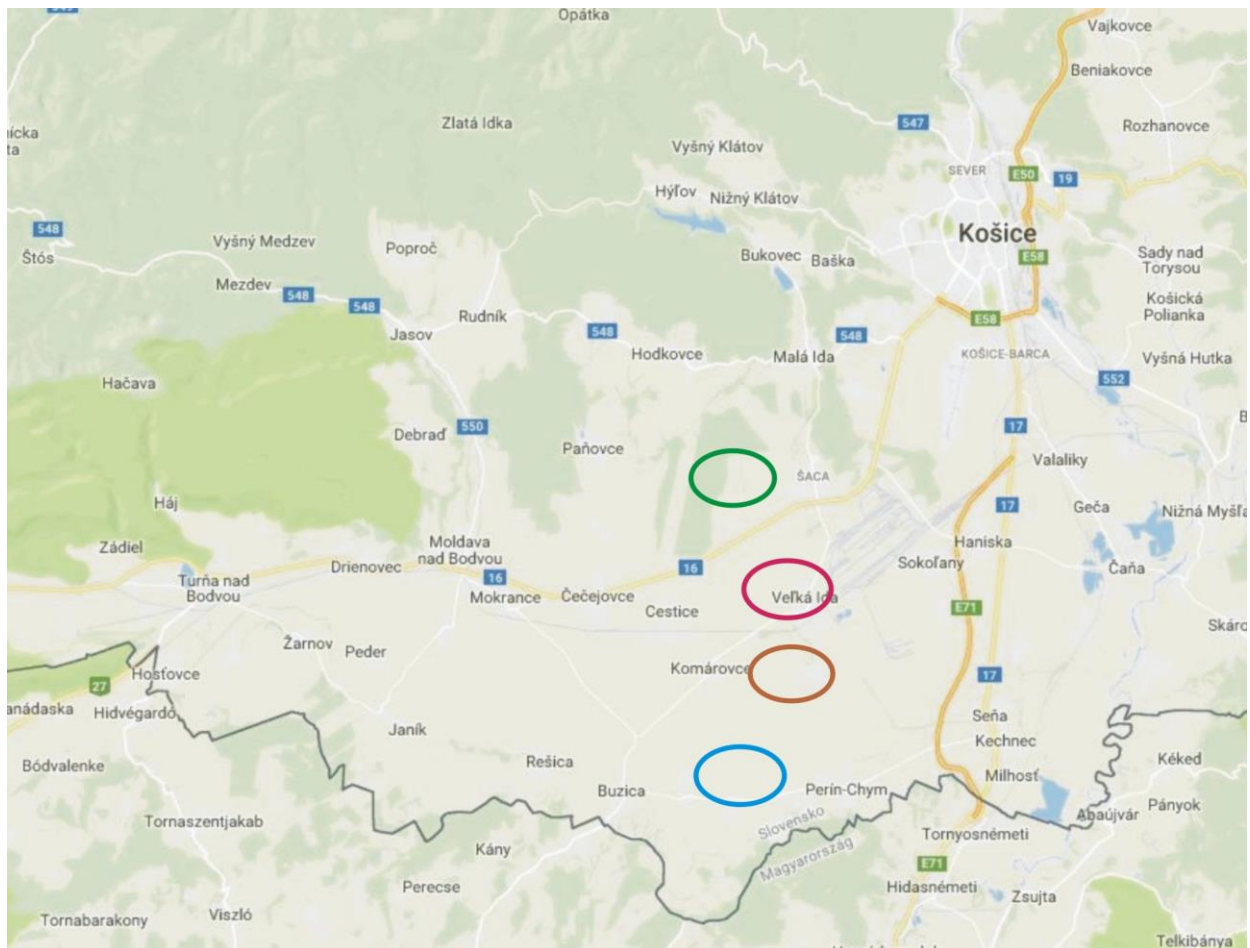 Opátka
Vajkovce
Beniakovce
Zlatá Idka
547
Rozhanovce
Vyšný Klátov
SEVER
E50
19
Hýľov
Nižný Klátov
548
Štós
Vyšný Medzev
Poproč
Košice
Bukovec
Baška
E58
Sady nad
Torysou
Mezdev
548
548
Košická
Polianka
Jasov
Rudník
548
E58
Hodkovce
Malá Ida
548
KOŠICE-BARCA
Vyšná Hutka
Hačava
552
Debraď
550
Paňovce
17
Valaliky
ŠACA
Háj
17
Geča
Nižná Myšľa
Zádiel
Moldava
nad Bodvou
Haniska
Sokoľany
Čaňa
Drienovec
16
16
Turňa nad
Bodvou
Mokrance
Čečejovce
Cestice
Veľká Ida
E71
Žarnov
Peder
Komárovce
Hosťovce
27
17
Hidvégardó
Janík
Seňa
Kechnec
Bódvalenke
Rešica
Kéked
Milhosť
Buzica
Perín-Chym
Pányok
Abaújvár
Tornaszentjakab
Slovensko
Magyarország
Tornyosnémeti
Kány
E71
Perecse
Hidasnémeti
Zsujta
Viszló
Tornabarakony
Telkibánya